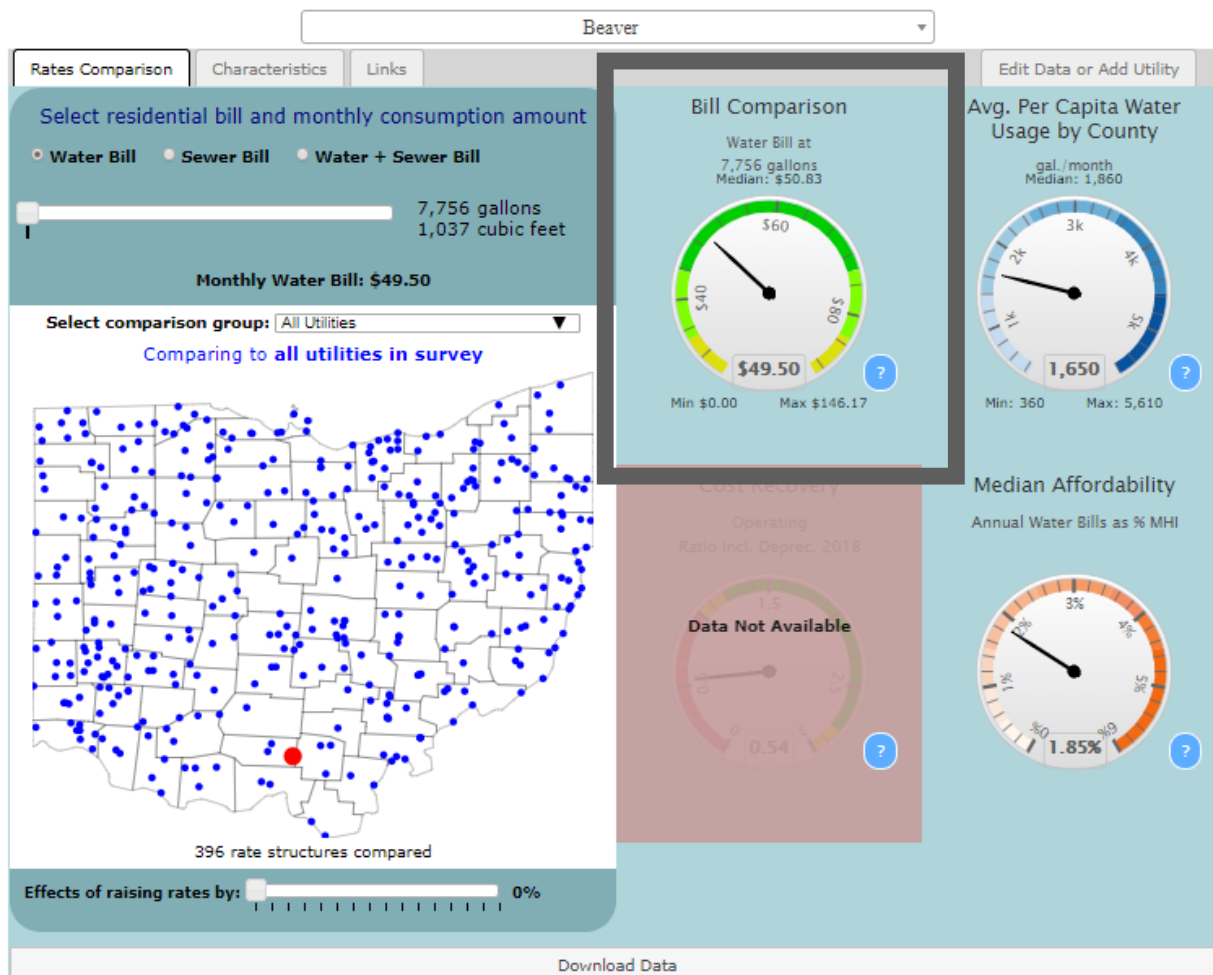 Beaver
Rates Comparison
Characteristics
Links
Edit Data or Add Utility
Select residential bill and monthly consumption amount
Water Bill
Sewer Bill
Water + Sewer Bill
7,756 gallons
1,037 cubic feet
Monthly Water Bill: $49.50
Select comparison group:
All Utilities
Comparing to all utilities in survey
396 rate structures compared
Effects of raising rates by:
0%
Bill Comparison
Water Bill at
7,756 gallons
Median: $50.83
$40
$60
$80
$49.50
?
Min $0.00
Max $146.17
Avg. Per Capita Water
Usage by County
gal./month
Median: 1,860
1k
2k
3k
4k
5k
1,650
?
Min: 360
Max: 5,610
Cost Recovery
Operating
Ratio Incl. Deprec. 2018
Data Not Available
0
1.5
2.5
3
0.54
?
Median Affordability
Annual Water Bills as % MHI
0%
1%
2%
3%
4%
5%
6%
1.85%
?
Download Data